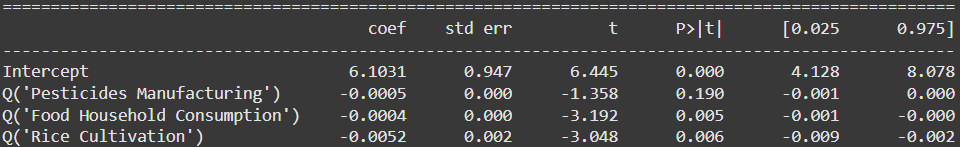 ==============================================================================================
coef std err t P>|t| [0.025 0.975]
----------------------------------------------------------------------------------------------
Intercept 6.1031 0.947 6.445 0.000 4.128 8.078
Q('Pesticides Manufacturing') -0.0005 0.000 -1.358 0.190 -0.001 0.000
Q('Food Household Consumption') -0.0004 0.000 -3.192 0.005 -0.001 -0.000
Q('Rice Cultivation') -0.0052 0.002 -3.048 0.006 -0.009 -0.002